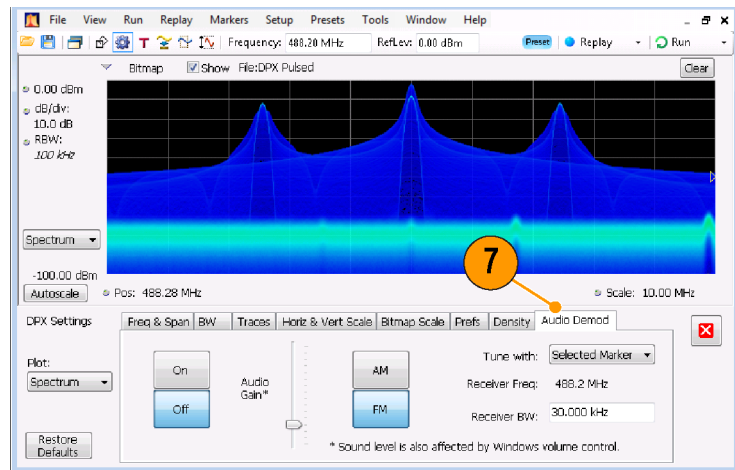 File View Run Replay Markers Setup Presets Tools Window Help
T Frequency: 488.20 MHz RefLev: 0.00 dBm Preset Replay Run
Bitmap Show File:DPX Pulsed Clear
0.00 dBm
dB/div:
10.0 dB
RBW:
100 kHz
Spectrum
-100.00 dBm
Autoscale Pos: 488.28 MHz Scale: 10.00 MHz
7
DPX Settings Freq & Span BW Traces Horiz & Vert Scale Bitmap Scale Prefs Density Audio Demod
Plot:
Spectrum
Restore
Defaults
On
Off
Audio
Gain*
AM
FM
Tune with: Selected Marker
Receiver Freq: 488.2 MHz
Receiver BW: 30.000 kHz
* Sound level is also affected by Windows volume control.